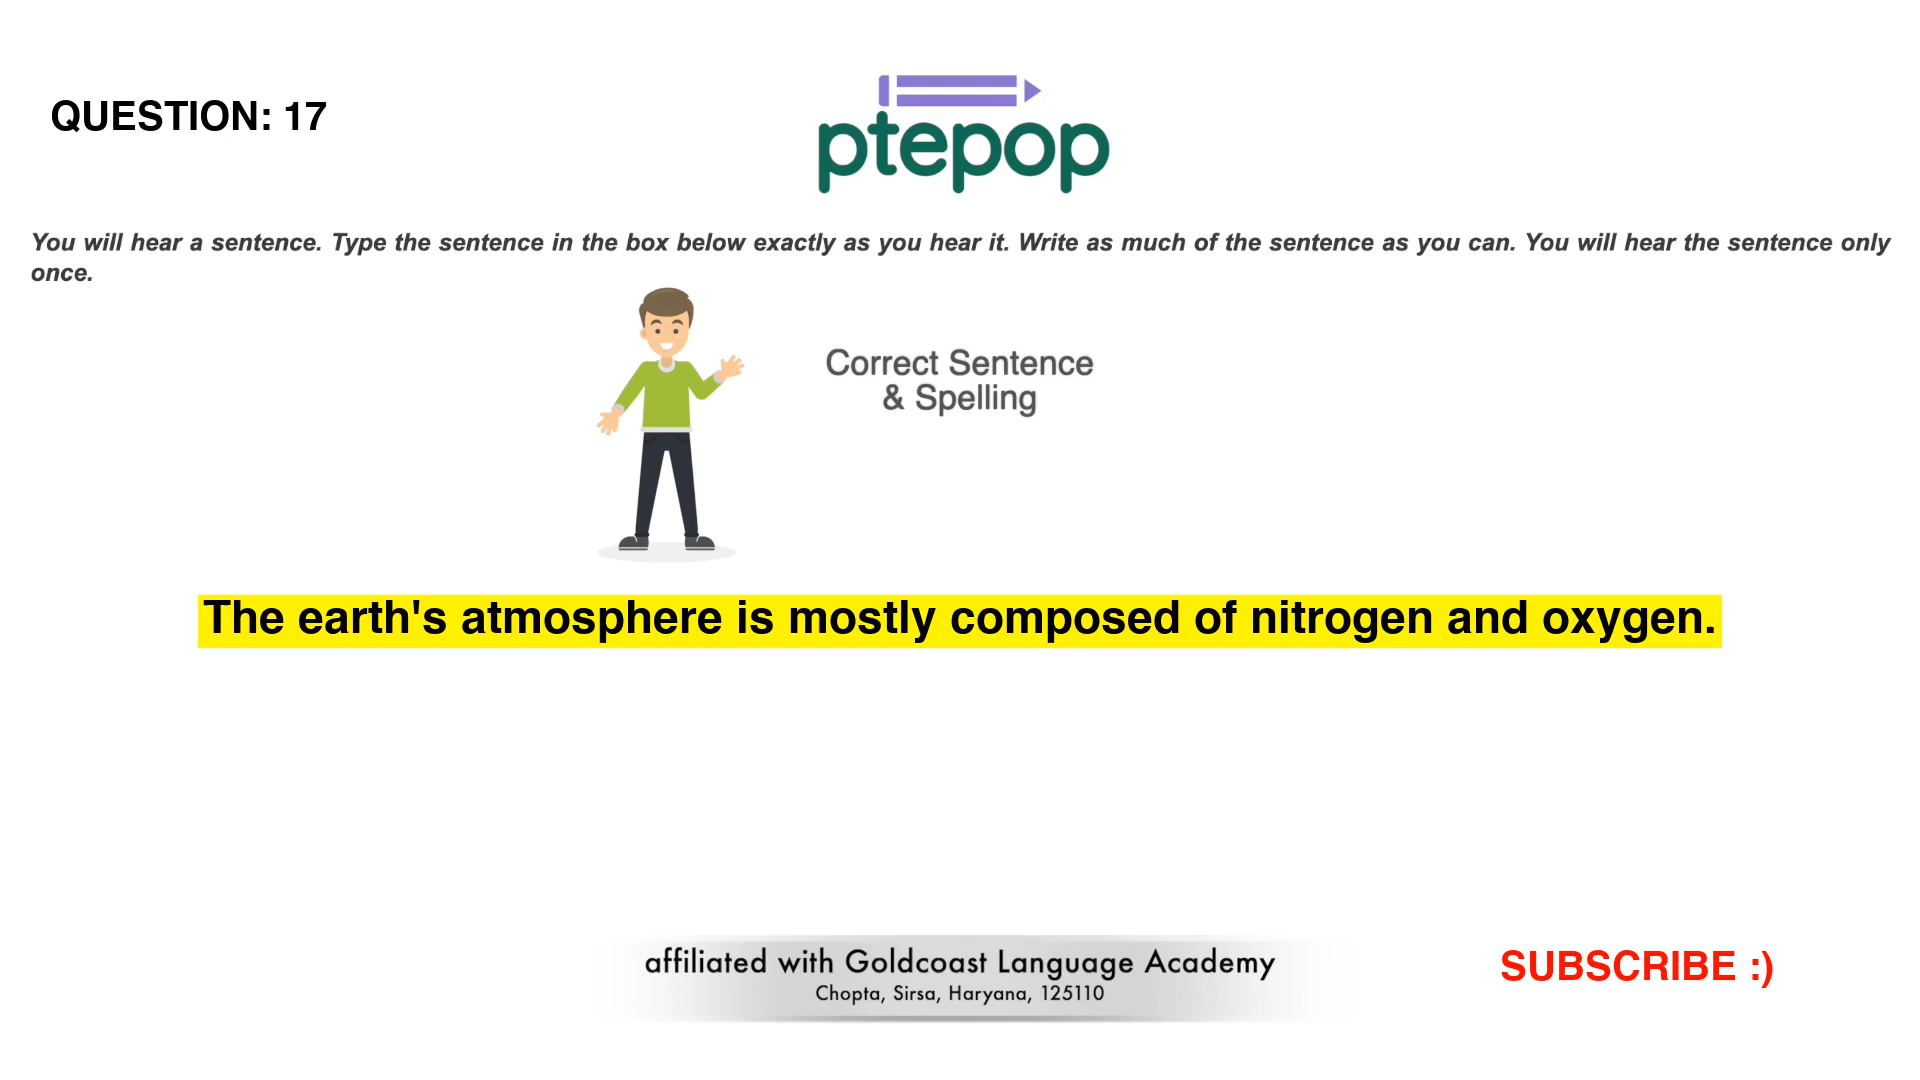 QUESTION: 17
ptepop
You will hear a sentence. Type the sentence in the box below exactly as you hear it. Write as much of the sentence as you can. You will hear the sentence only
once.
Correct Sentence
& Spelling
The earth's atmosphere is mostly composed of nitrogen and oxygen.
affiliated with Goldcoast Language Academy
Chopta, Sirsa, Haryana, 125110
SUBSCRIBE :)